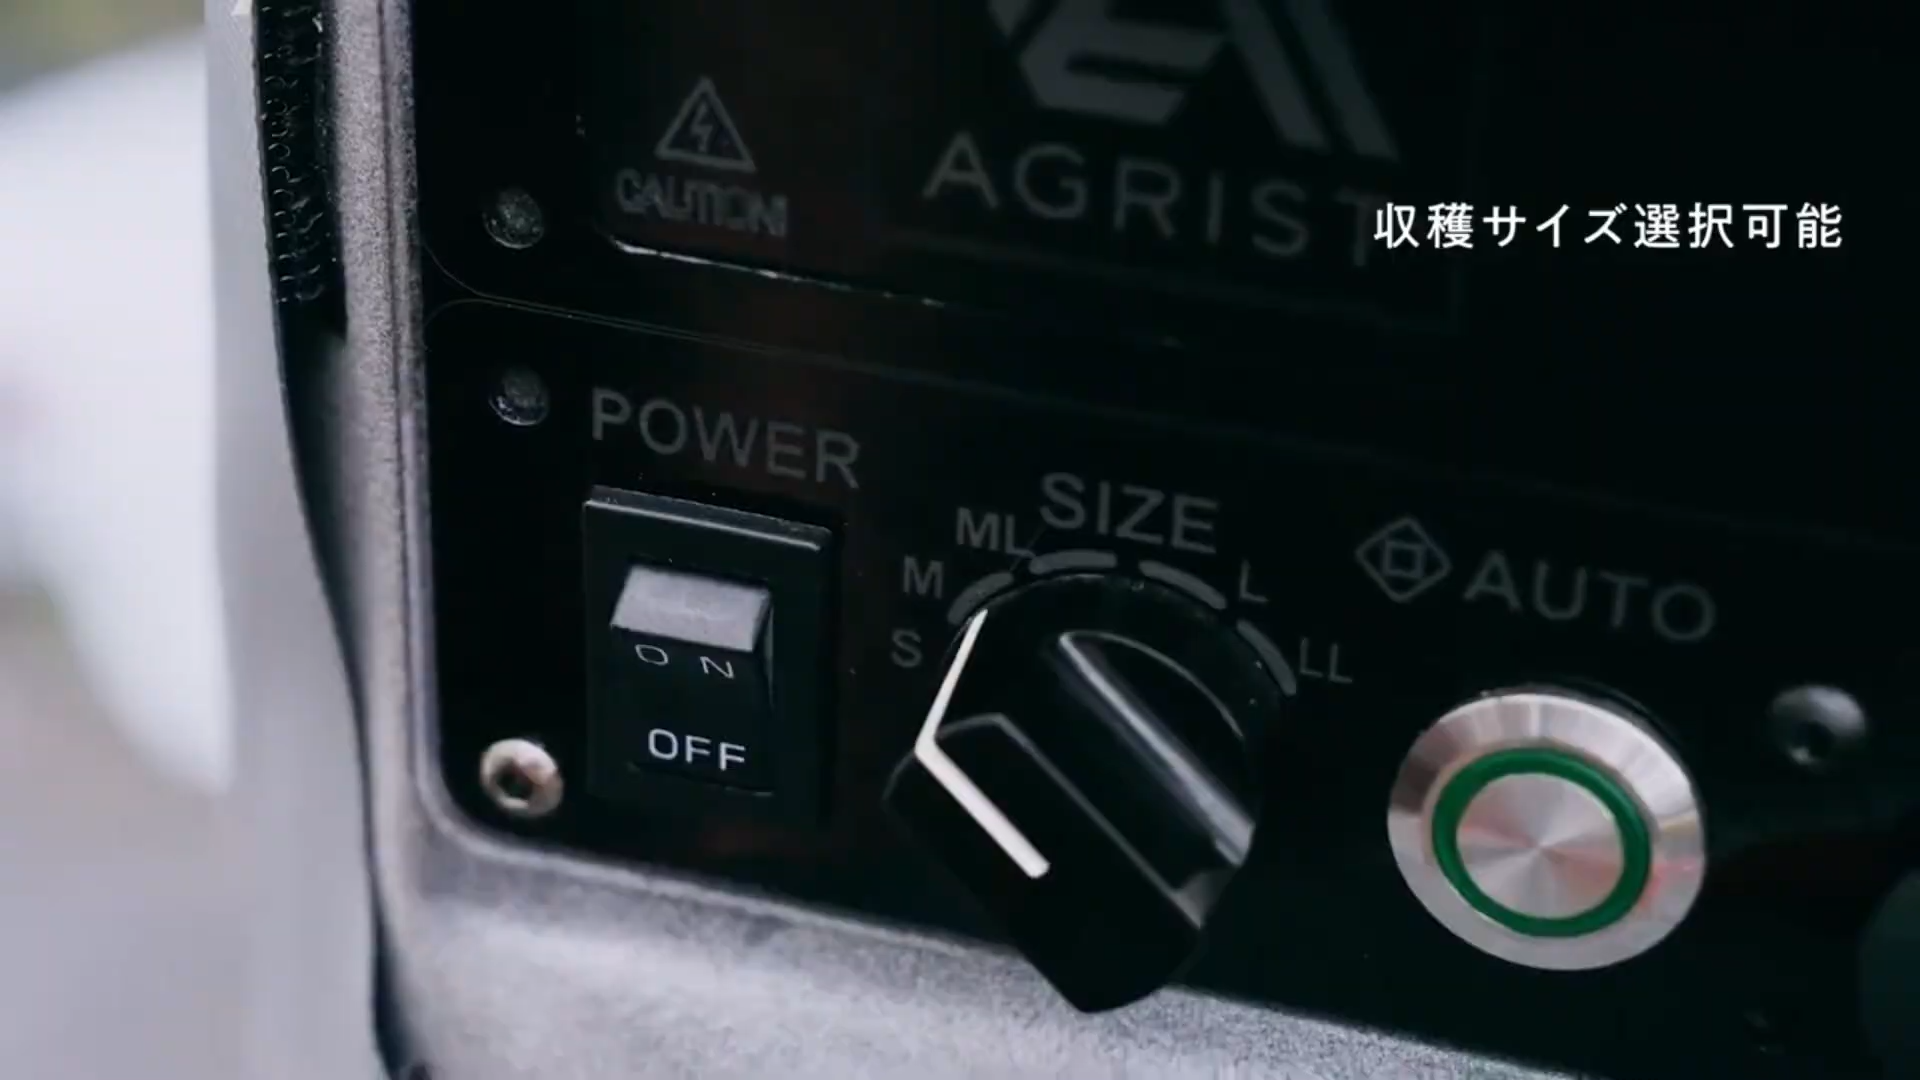 CAUTION!
AGRIST
収穫サイズ選択可能
POWER
ON
OFF
SIZE
S
M
ML
L
LL
AUTO